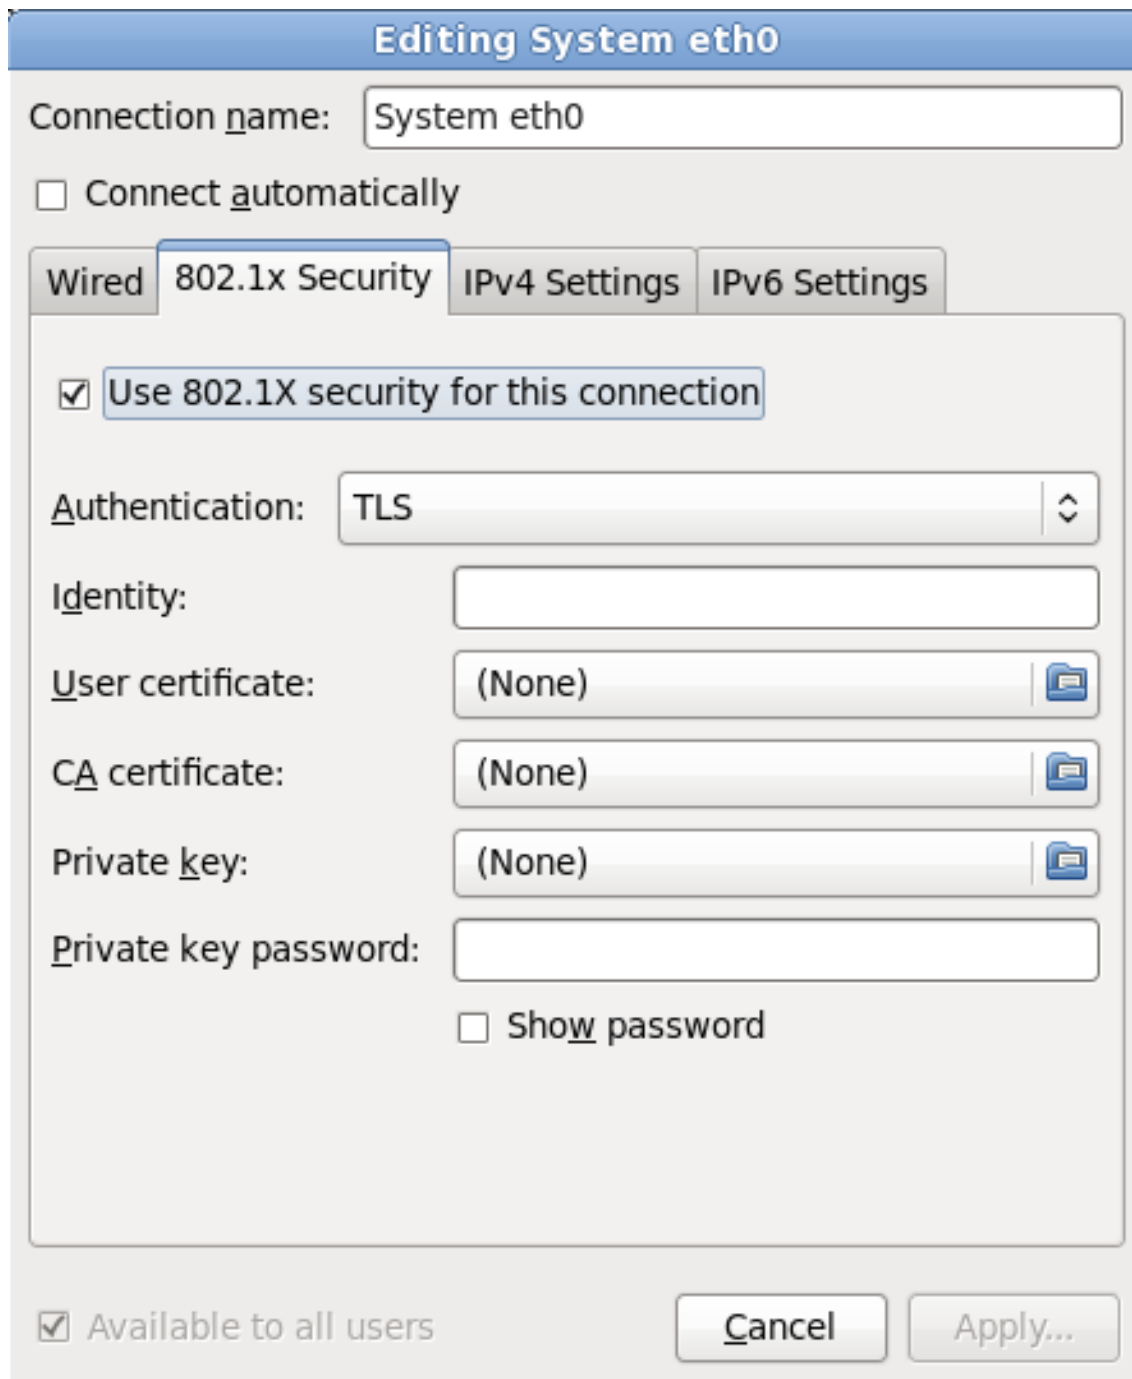 Editing System eth0
Connection name: System eth0
Connect automatically
Wired 802.1x Security IPv4 Settings IPv6 Settings
Use 802.1X security for this connection
Authentication: TLS
Identity:
User certificate: (None)
CA certificate: (None)
Private key: (None)
Private key password:
Show password
Available to all users Cancel Apply...